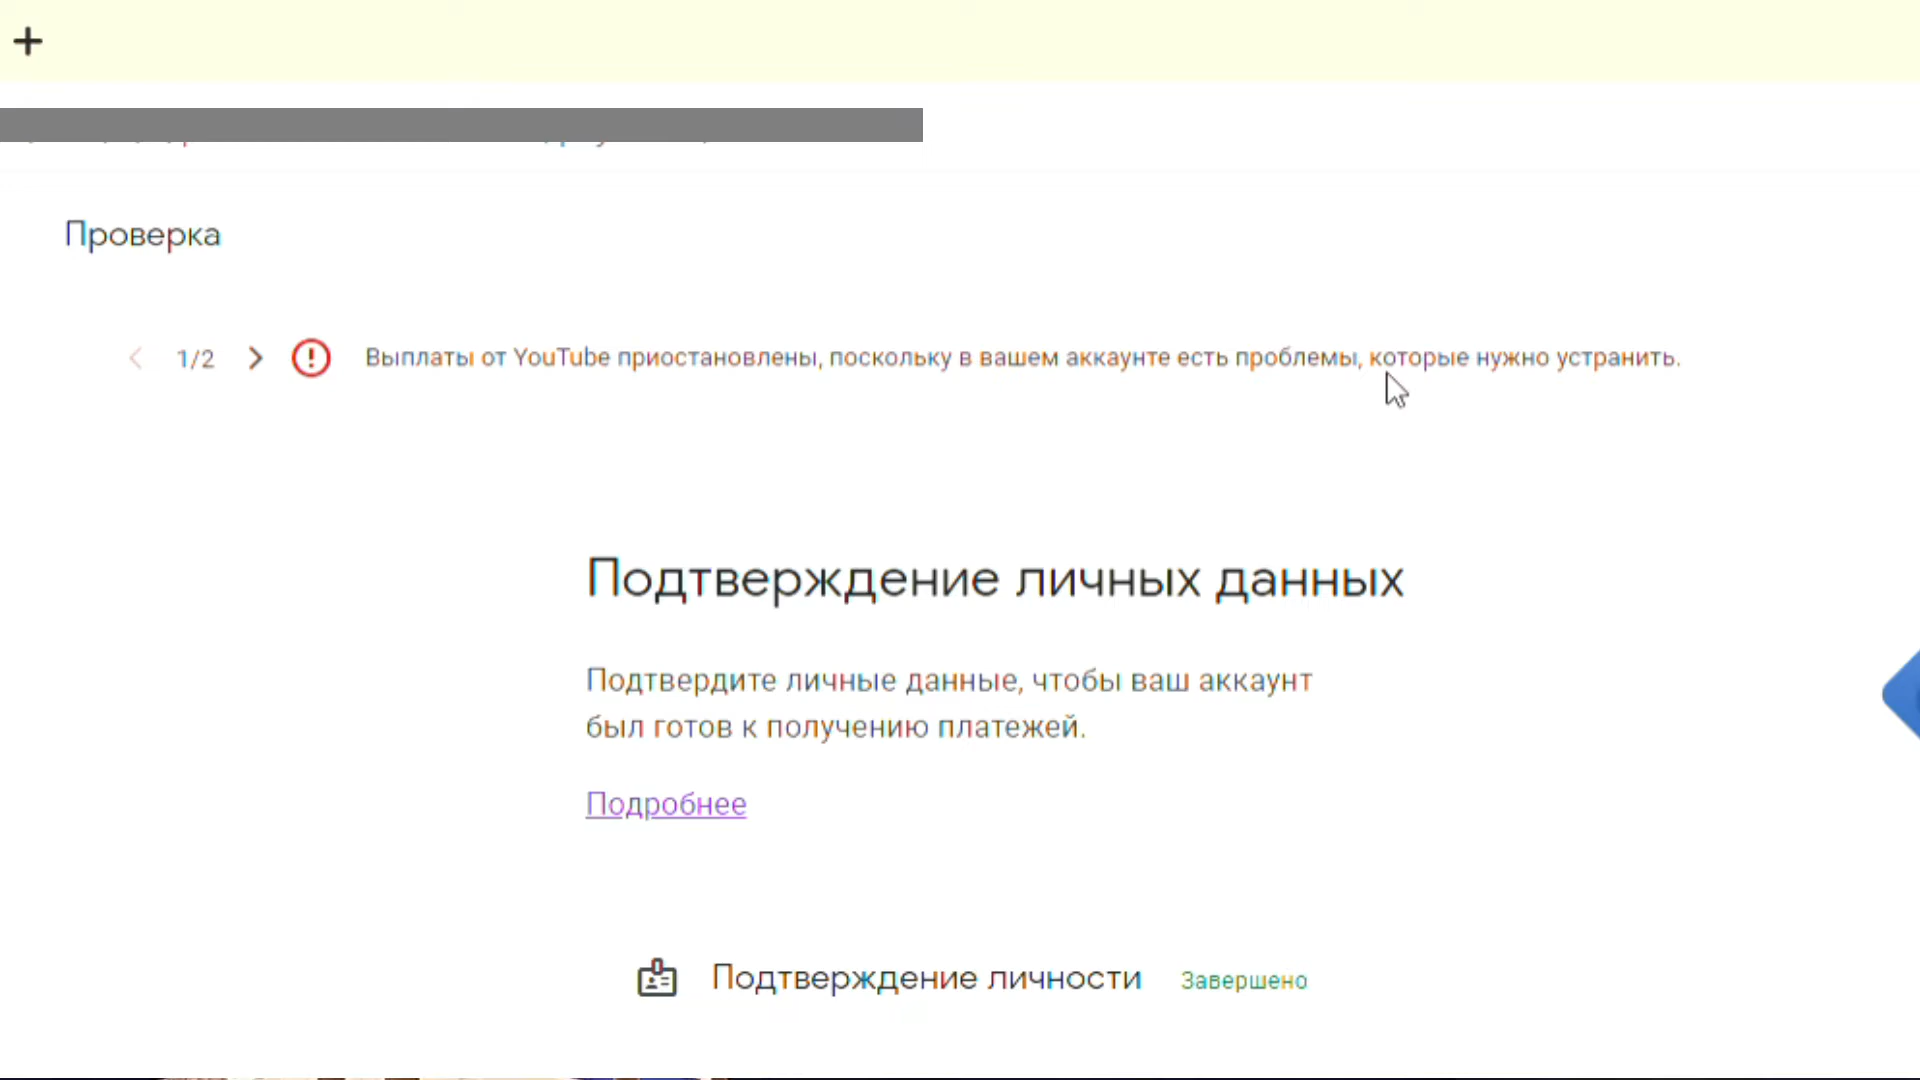 Проверка
1/2
Выплаты от YouTube приостановлены, поскольку в вашем аккаунте есть проблемы, которые нужно устранить.
Подтверждение личных данных
Подтвердите личные данные, чтобы ваш аккаунт
был готов к получению платежей.
Подробнее
Подтверждение личности Завершено